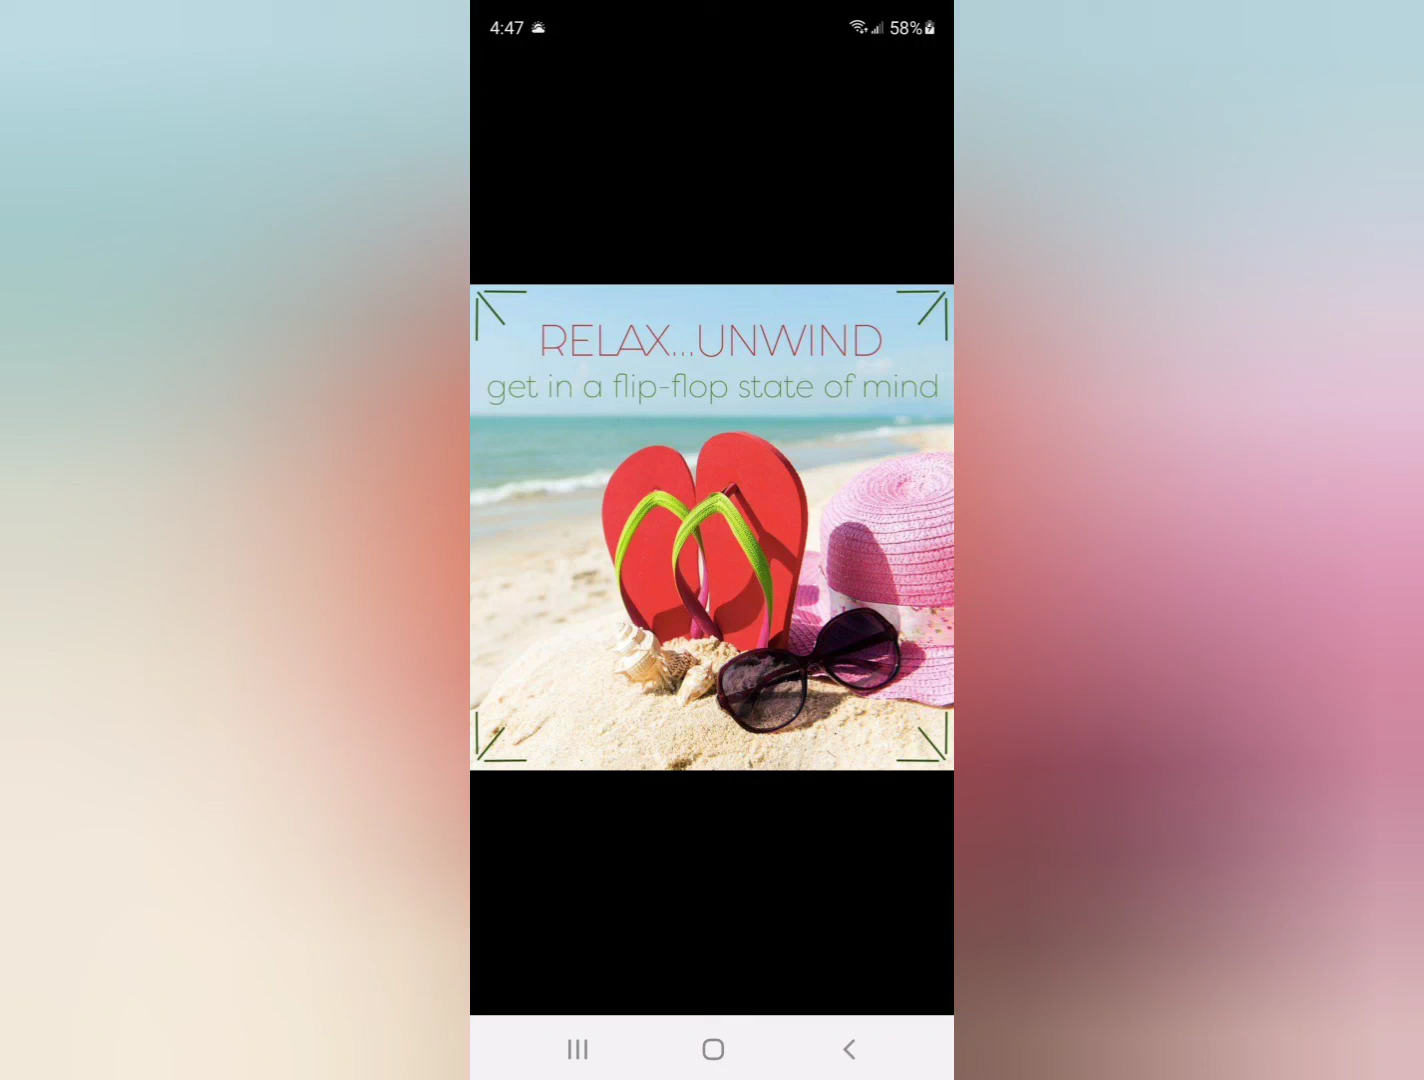 4:47
58%
RELAX...UNWIND
get in a flip-flop state of mind